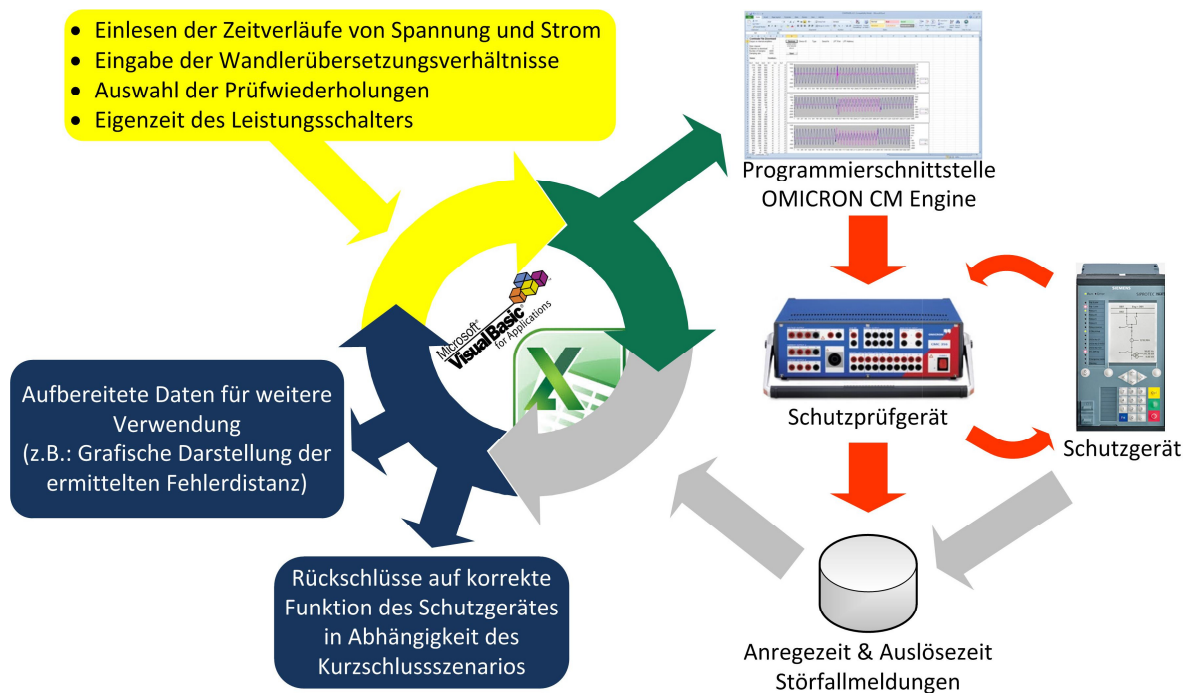 • Einlesen der Zeitverläufe von Spannung und Strom
• Eingabe der Wandlerübersetzungsverhältnisse
• Auswahl der Prüfwiederholungen
• Eigenzeit des Leistungsschalters
Programmierschnittstelle
OMICRON CM Engine
Microsoft®
Visual Basic®
for Applications
SIEMENS
Schutzprüfgerät
Schutzgerät
Aufbereitete Daten für weitere
Verwendung
(z.B.: Grafische Darstellung der
ermittelten Fehlerdistanz)
Rückschlüsse auf korrekte
Funktion des Schutzgerätes
in Abhängigkeit des
Kurzschlussszenarios
Anregezeit & Auslösezeit
Störfallmeldungen